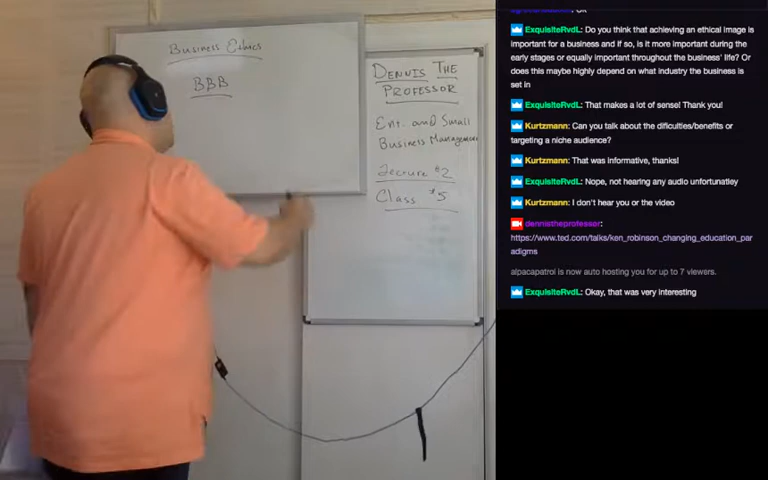 Business Ethics
BBB
DENNIS THE
PROFESSOR
Ent. and Small
Business Management
Lecture #2
Class #5
ExquisiteRvdL: Do you think that achieving an ethical image is
important for a business and if so, is it more important during the
early stages or equally important throughout the business' life? Or
does this maybe highly depend on what industry the business is
set in
ExquisiteRvdL: That makes a lot of sense! Thank you!
Kurtzmann: Can you talk about the dificulties/benefits or
targeting a niche audience?
Kurtzmann: That was informative, thanks!
ExquisiteRvdL: Nope, not hearing any audio unfortunatley
Kurtzmann: I don't hear you or the video
dennistheprofessor:
https://www.ted.com/talks/ken_robinson_changing_education_par
adigms
alpacapatrol is now auto hosting you for up to 7 viewers.
ExquisiteRvdL: Okay, that was very interesting